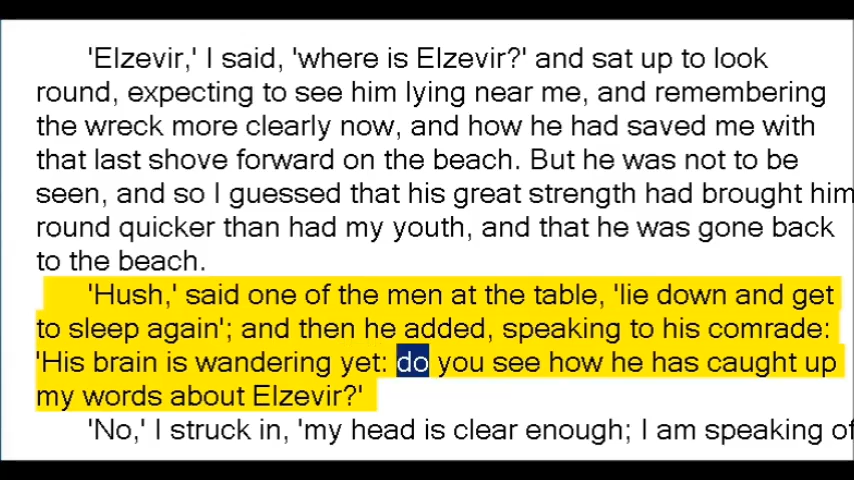 'Elzevir,' I said, 'where is Elzevir?' and sat up to look
round, expecting to see him lying near me, and remembering
the wreck more clearly now, and how he had saved me with
that last shove forward on the beach. But he was not to be
seen, and so I guessed that his great strength had brought him
round quicker than had my youth, and that he was gone back
to the beach.
'Hush,' said one of the men at the table, 'lie down and get
to sleep again'; and then he added, speaking to his comrade:
'His brain is wandering yet: do you see how he has caught up
my words about Elzevir?'
'No,' I struck in, 'my head is clear enough; I am speaking of